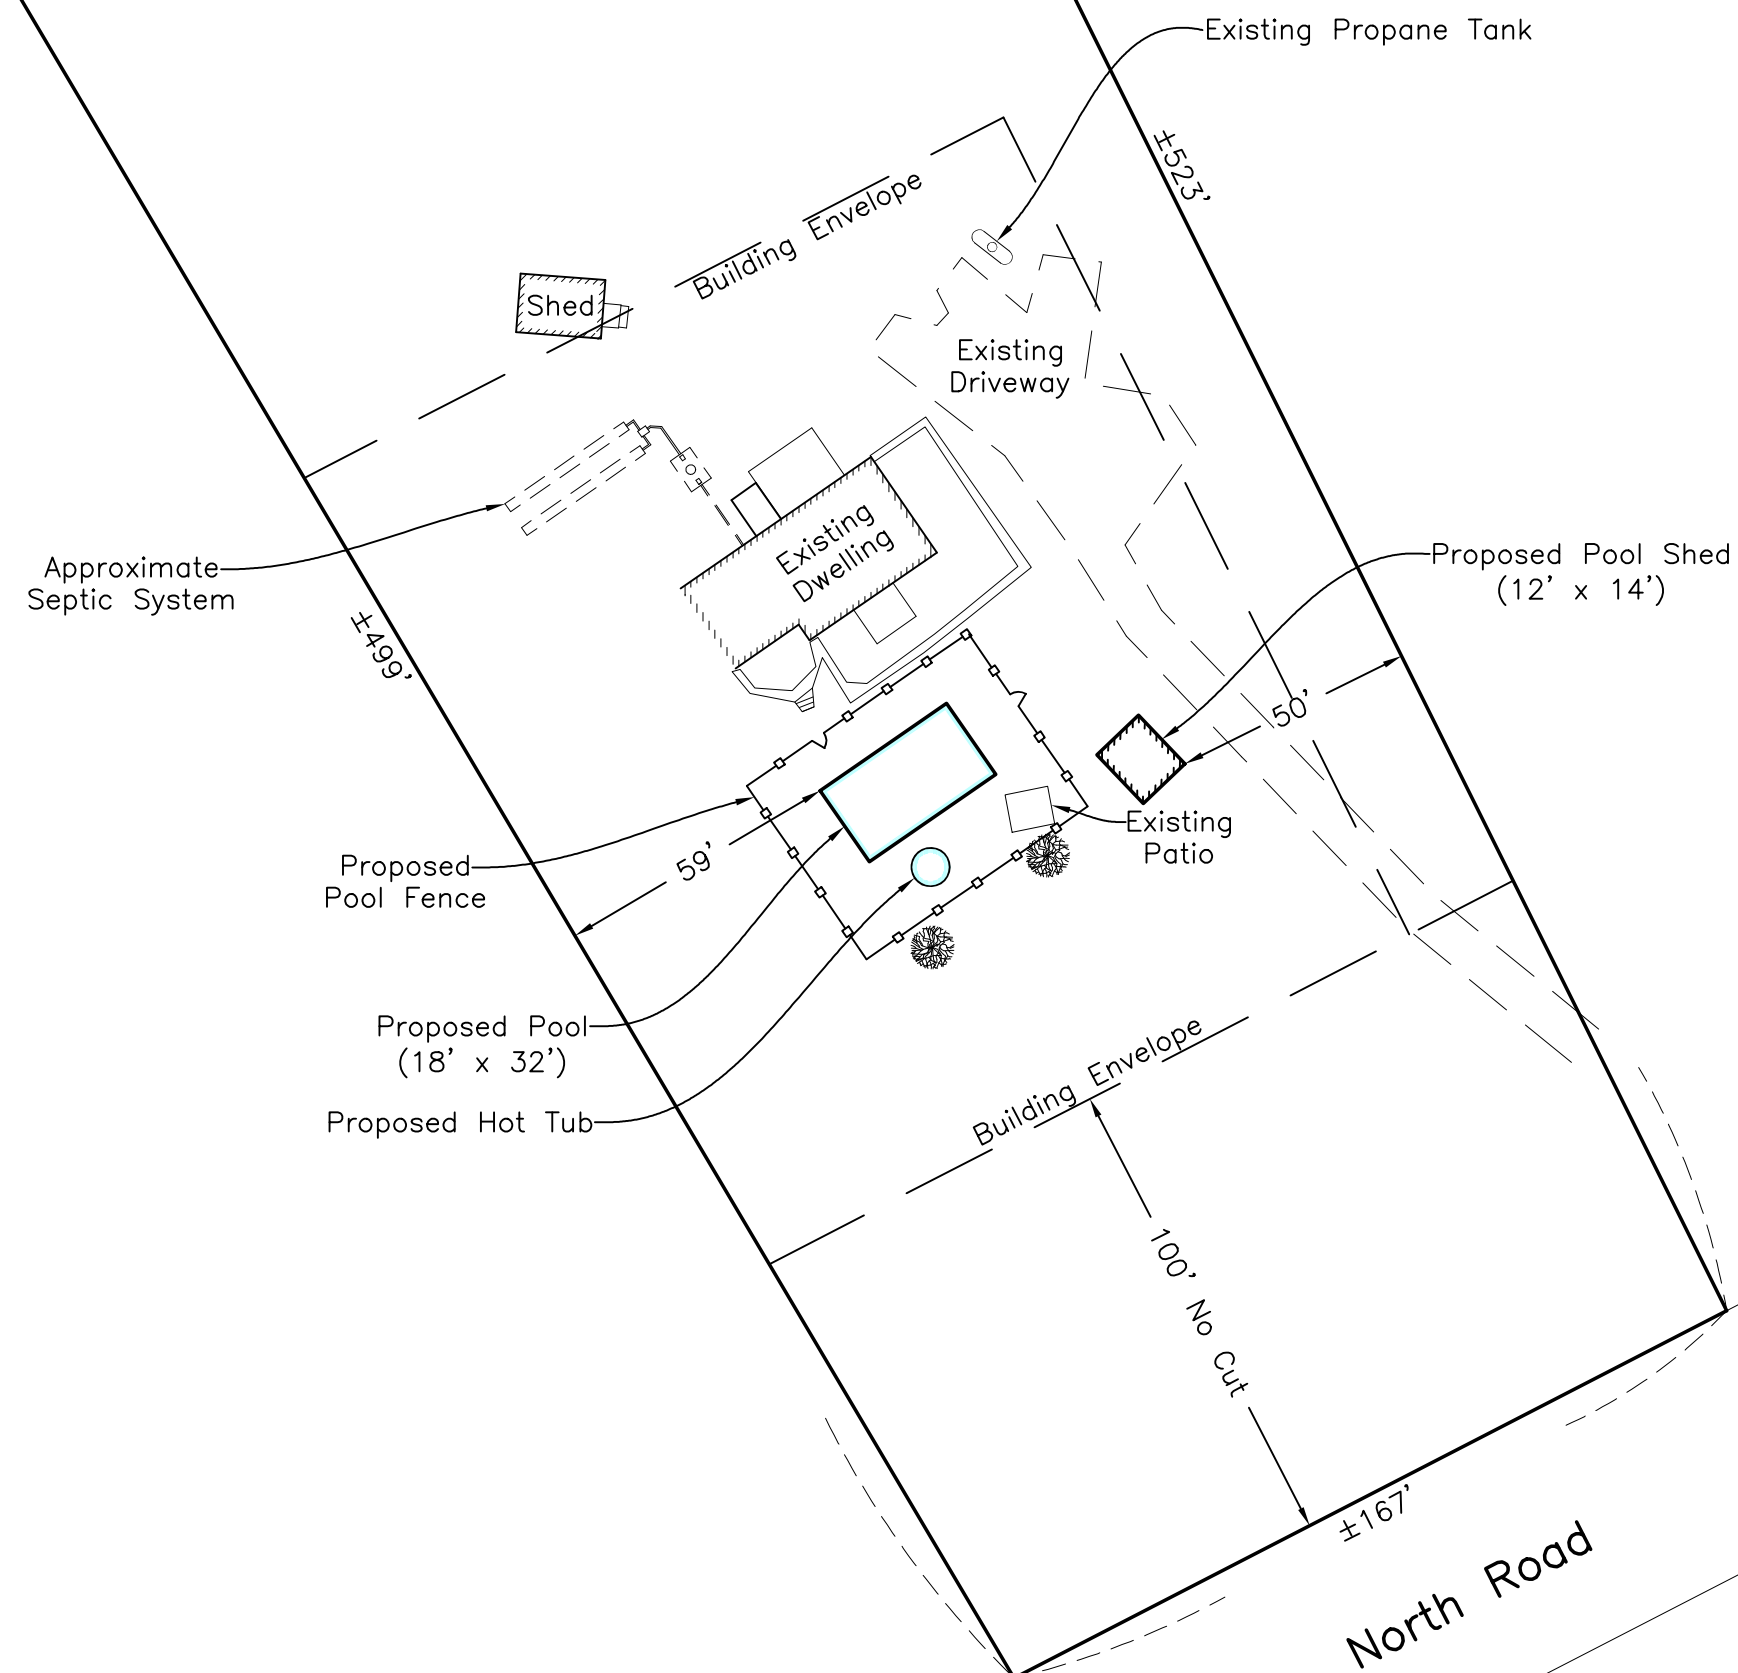 Existing Propane Tank
±523'
Building Envelope
Shed
Existing
Driveway
Existing
Dwelling
Approximate
Septic System
±499'
Proposed Pool Shed
(12' x 14')
50'
Existing
Patio
59'
Proposed
Pool Fence
Proposed Pool
(18' x 32')
Proposed Hot Tub
Building Envelope
100' No Cut
±167'
North Road